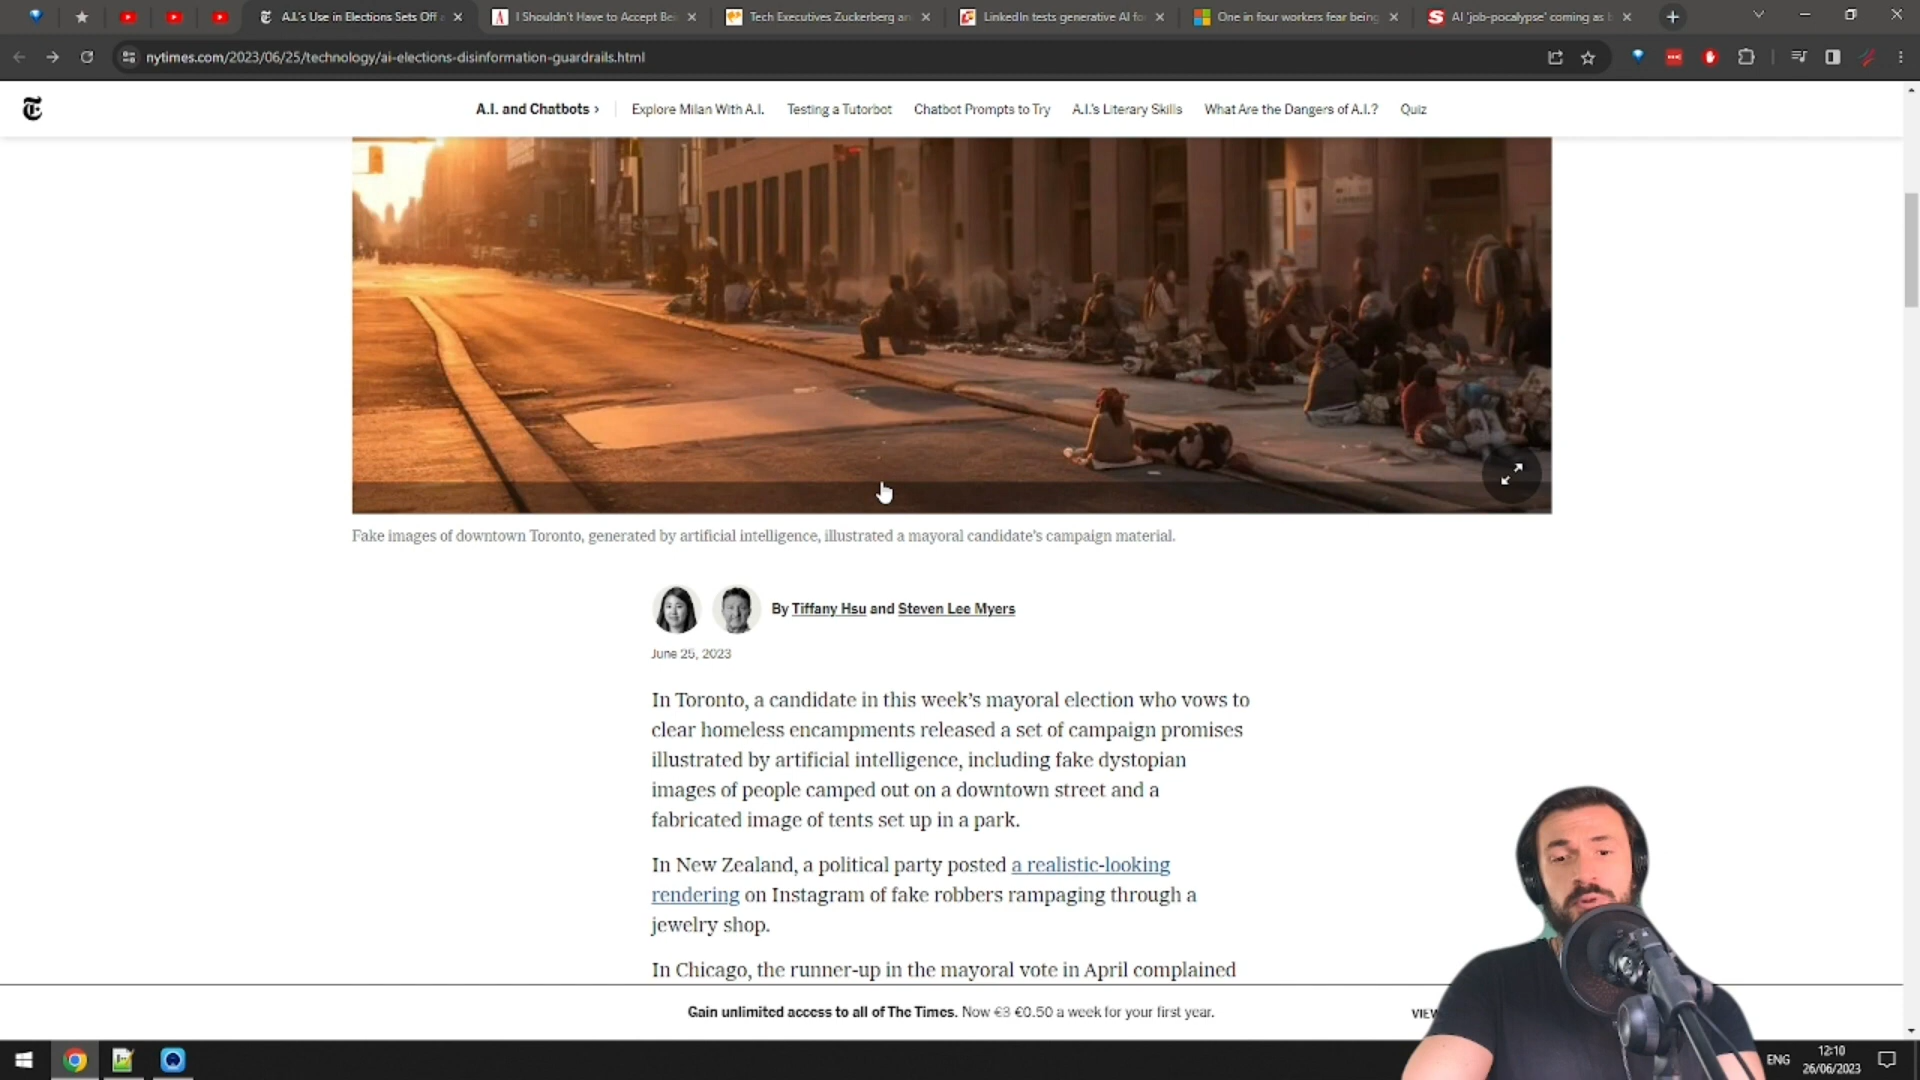 A.I.'s Use in Elections Sets Off
I Shouldn't Have to Accept Be
Tech Executives Zuckerberg an
LinkedIn tests generative AI fo
One in four workers fear being
AI 'job-pocalypse' coming as
nytimes.com/2023/06/25/technology/ai-elections-disinformation-guardrails.html
A.I. and Chatbots › Explore Milan With A.I. Testing a Tutorbot Chatbot Prompts to Try A.I.'s Literary Skills What Are the Dangers of A.I.? Quiz
Fake images of downtown Toronto, generated by artificial intelligence, illustrated a mayoral candidate's campaign material.
By Tiffany Hsu and Steven Lee Myers
June 25, 2023
In Toronto, a candidate in this week's mayoral election who vows to
clear homeless encampments released a set of campaign promises
illustrated by artificial intelligence, including fake dystopian
images of people camped out on a downtown street and a
fabricated image of tents set up in a park.
In New Zealand, a political party posted a realistic-looking
rendering on Instagram of fake robbers rampaging through a
jewelry shop.
In Chicago, the runner-up in the mayoral vote in April complained
Gain unlimited access to all of The Times. Now €3 €0.50 a week for your first year.
VIEW
ENG
12:10
26/06/2023